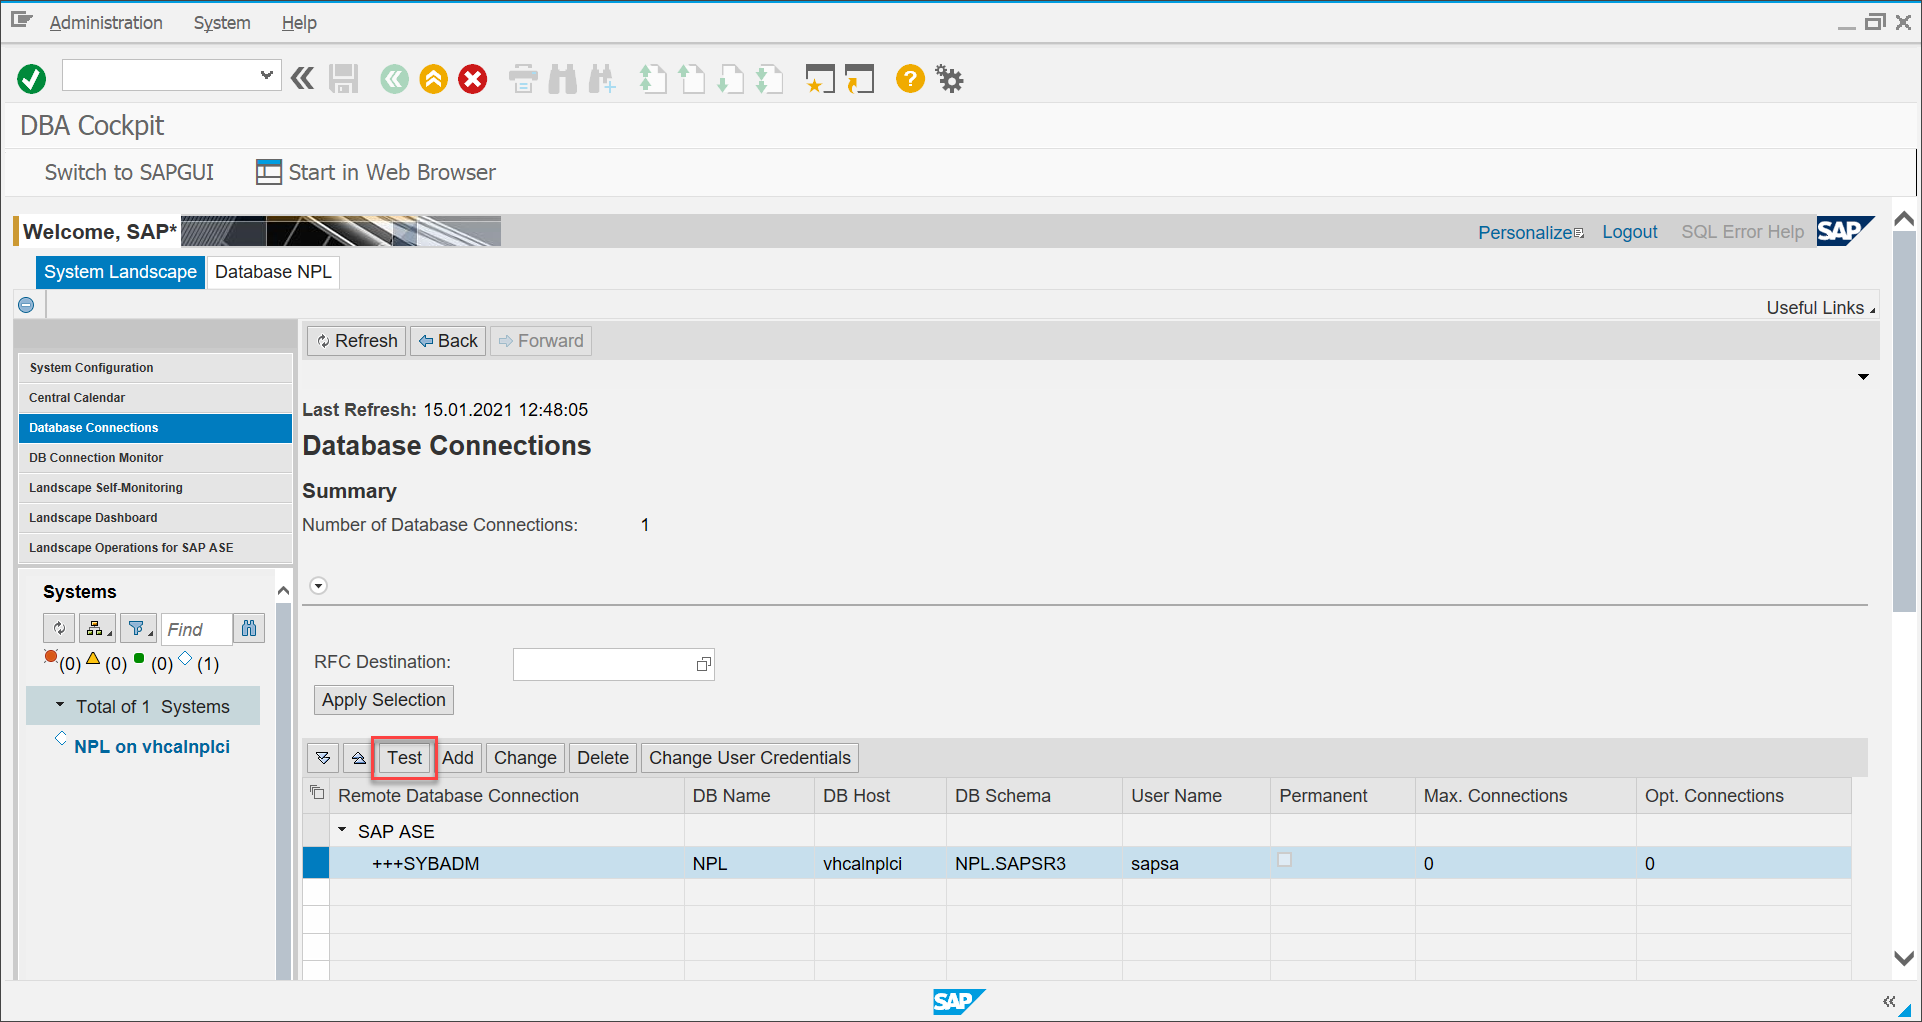 Administration System Help
DBA Cockpit
Switch to SAPGUI Start in Web Browser
Welcome, SAP* Personalize Logout SQL Error Help SAP
System Landscape Database NPL
Useful Links
Refresh Back Forward
System Configuration
Central Calendar
Database Connections
DB Connection Monitor
Landscape Self-Monitoring
Landscape Dashboard
Landscape Operations for SAP ASE
Last Refresh: 15.01.2021 12:48:05
Database Connections
Summary
Number of Database Connections: 1
Systems
Find
(0) (0) (0) (1)
Total of 1 Systems
NPL on vhcalnplci
RFC Destination:
Apply Selection
Test Add Change Delete Change User Credentials
Remote Database Connection DB Name DB Host DB Schema User Name Permanent Max. Connections Opt. Connections
SAP ASE
+++SYBADM NPL vhcalnplci NPL.SAPSR3 sapsa 0 0
SAP